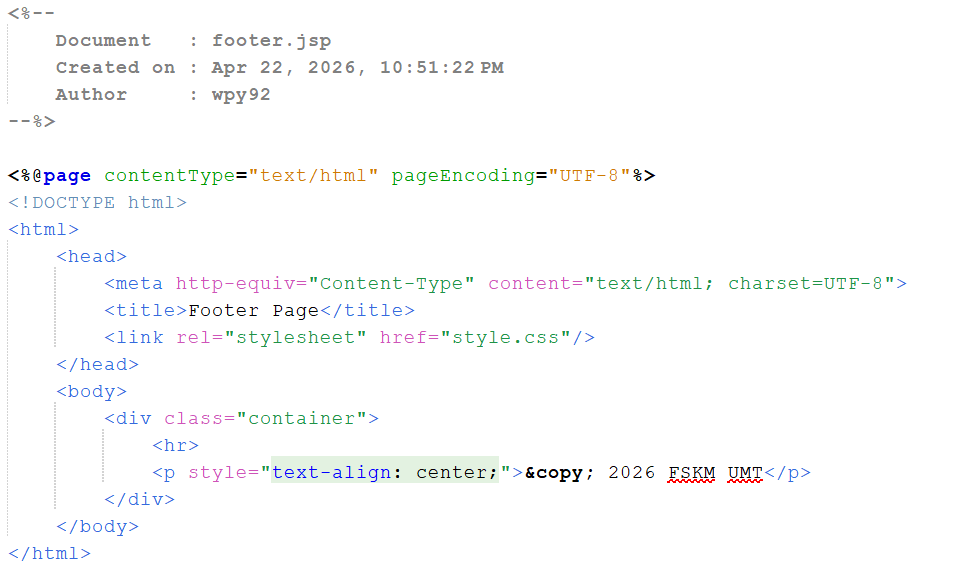 <%--
    Document   : footer.jsp
    Created on : Apr 22, 2026, 10:51:22 PM
    Author     : wpy92
--%>

<%@page contentType="text/html" pageEncoding="UTF-8"%>
<!DOCTYPE html>
<html>
    <head>
        <meta http-equiv="Content-Type" content="text/html; charset=UTF-8">
        <title>Footer Page</title>
        <link rel="stylesheet" href="style.css"/>
    </head>
    <body>
        <div class="container">
            <hr>
            <p style="text-align: center;">&copy; 2026 FSKM UMT</p>
        </div>
    </body>
</html>